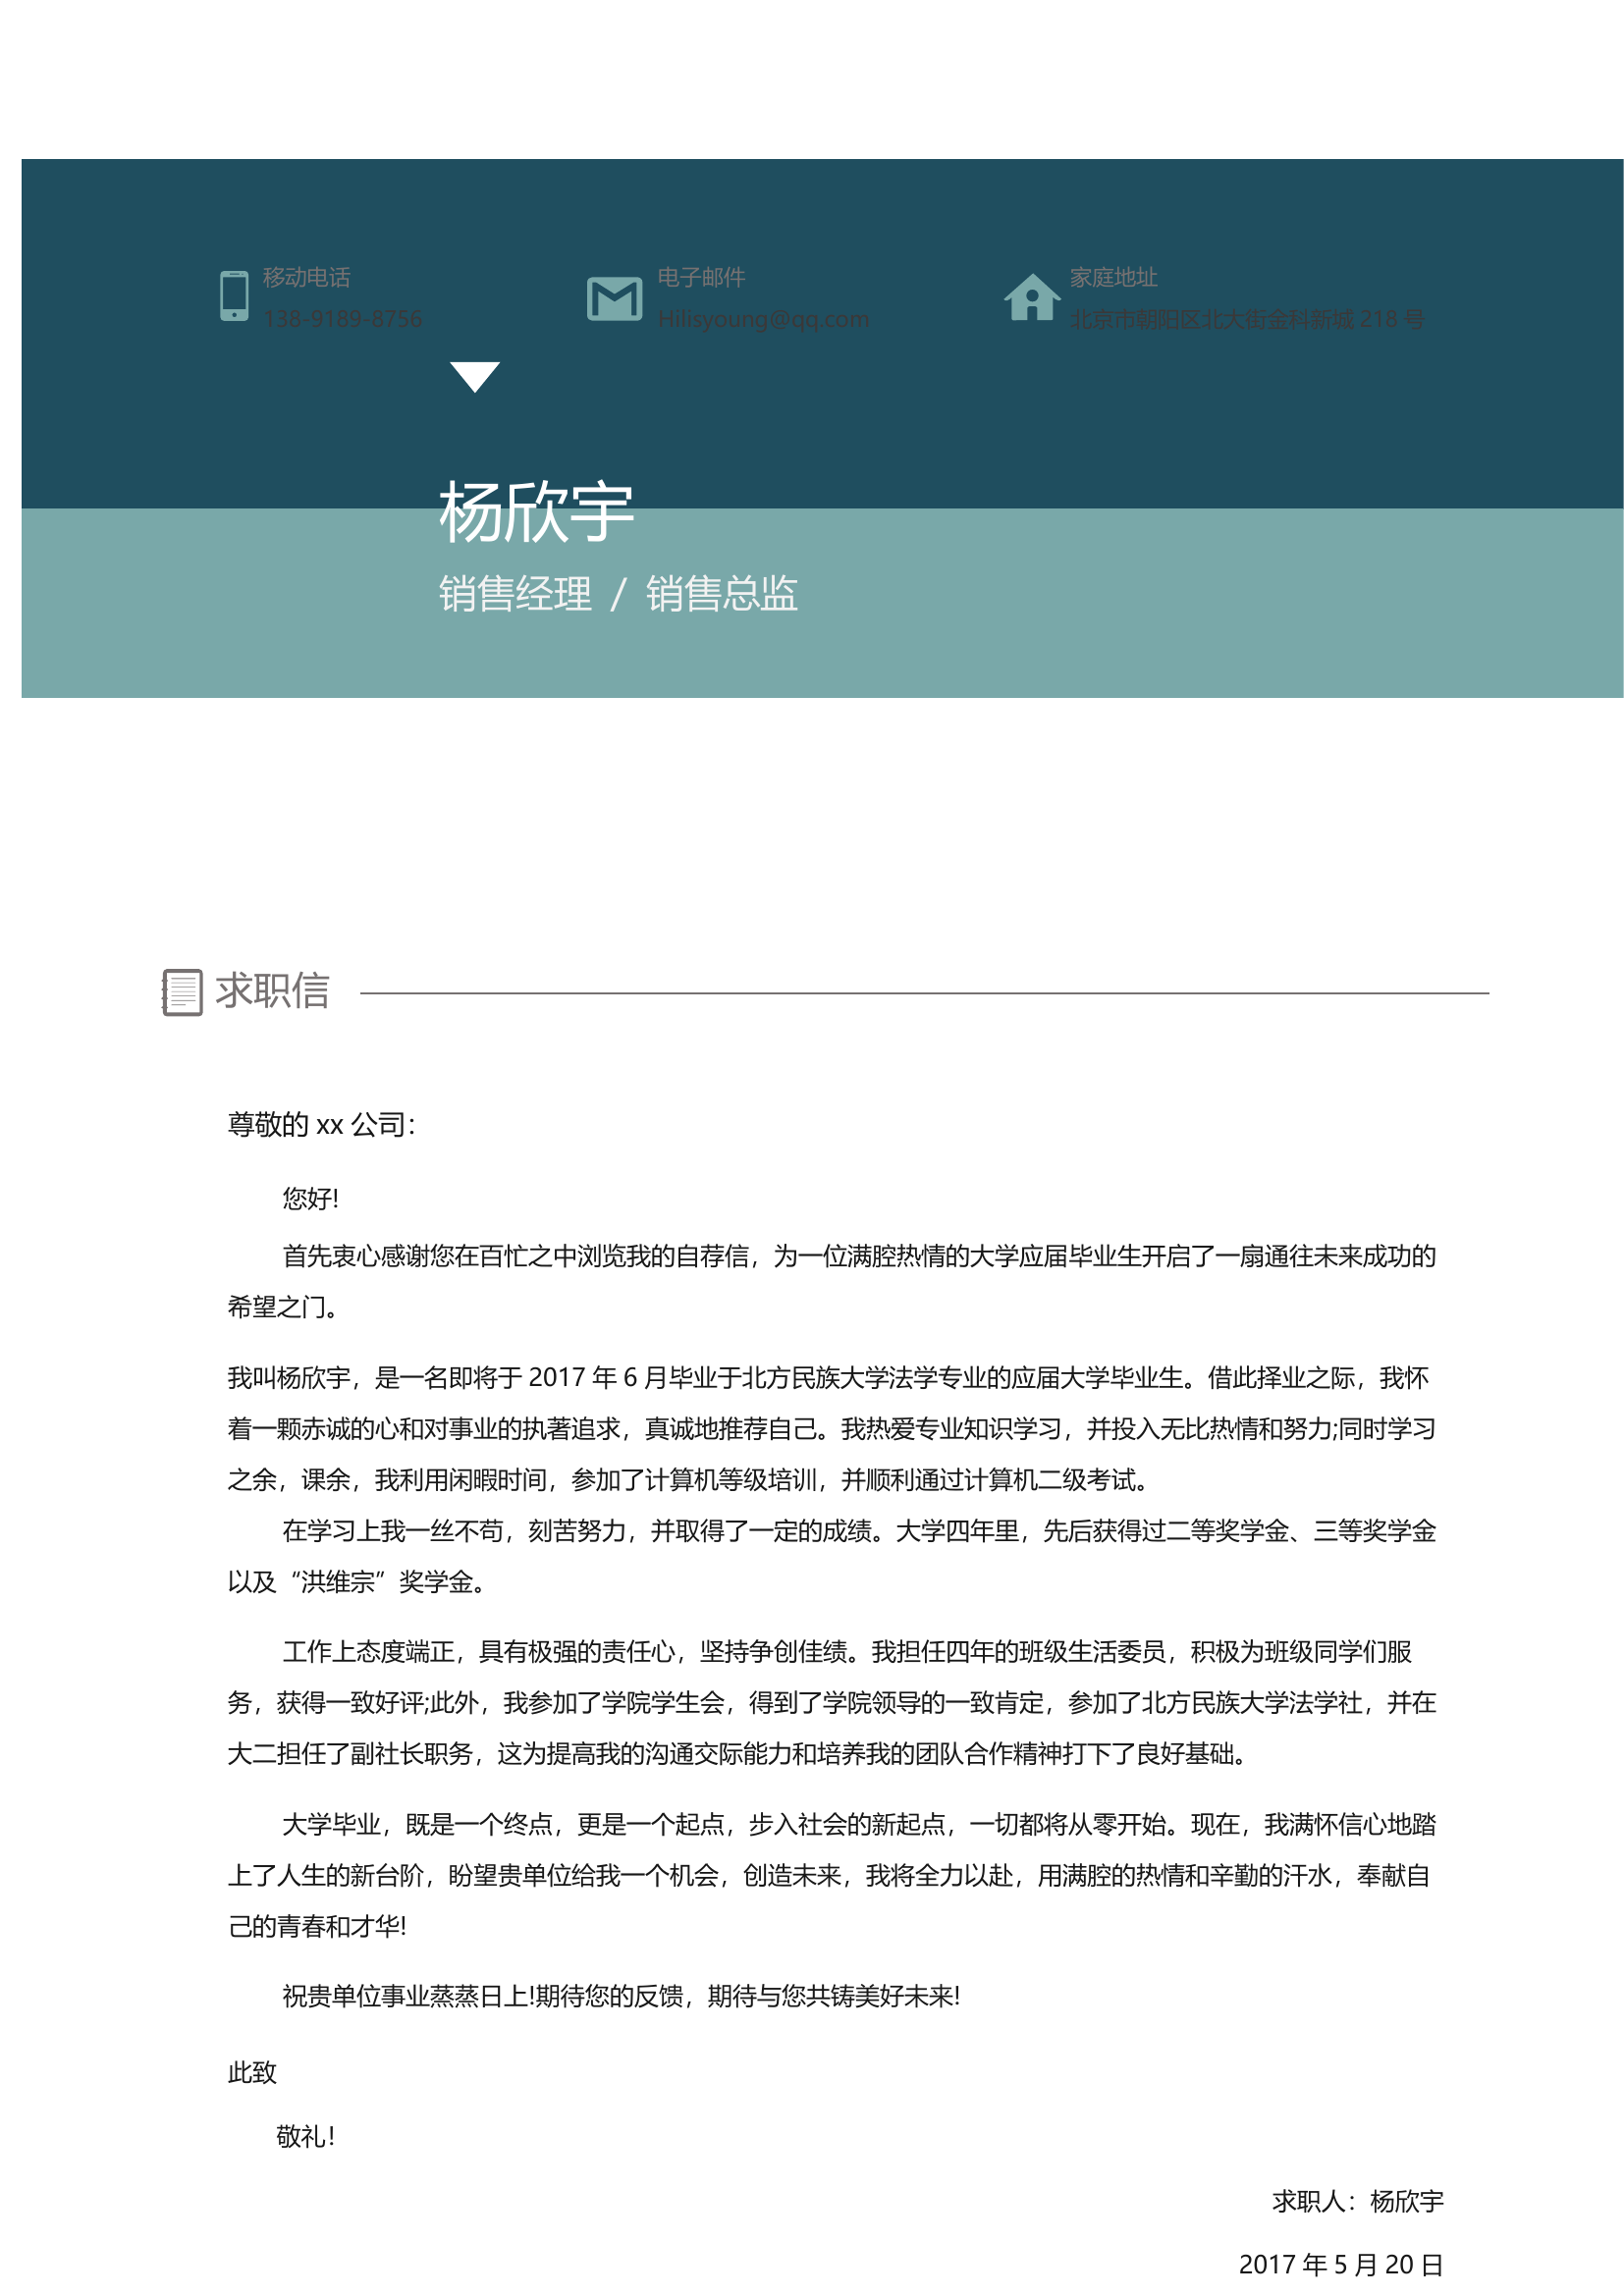 移动电话
138-9189-8756
电子邮件
Hilisyoung@qq.com
家庭地址
北京市朝阳区北大街金科新城 218 号
杨欣宇
销售经理 / 销售总监
求职信
尊敬的 xx 公司：
您好!
首先衷心感谢您在百忙之中浏览我的自荐信，为一位满腔热情的大学应届毕业生开启了一扇通往未来成功的
希望之门。
我叫杨欣宇，是一名即将于 2017 年 6 月毕业于北方民族大学法学专业的应届大学毕业生。借此择业之际，我怀
着一颗赤诚的心和对事业的执著追求，真诚地推荐自己。我热爱专业知识学习，并投入无比热情和努力;同时学习
之余，课余，我利用闲暇时间，参加了计算机等级培训，并顺利通过计算机二级考试。
在学习上我一丝不苟，刻苦努力，并取得了一定的成绩。大学四年里，先后获得过二等奖学金、三等奖学金
以及“洪维宗”奖学金。
工作上态度端正，具有极强的责任心，坚持争创佳绩。我担任四年的班级生活委员，积极为班级同学们服
务，获得一致好评;此外，我参加了学院学生会，得到了学院领导的一致肯定，参加了北方民族大学法学社，并在
大二担任了副社长职务，这为提高我的沟通交际能力和培养我的团队合作精神打下了良好基础。
大学毕业，既是一个终点，更是一个起点，步入社会的新起点，一切都将从零开始。现在，我满怀信心地踏
上了人生的新台阶，盼望贵单位给我一个机会，创造未来，我将全力以赴，用满腔的热情和辛勤的汗水，奉献自
己的青春和才华!
祝贵单位事业蒸蒸日上!期待您的反馈，期待与您共铸美好未来!
此致
敬礼！
求职人：杨欣宇
2017 年 5 月 20 日